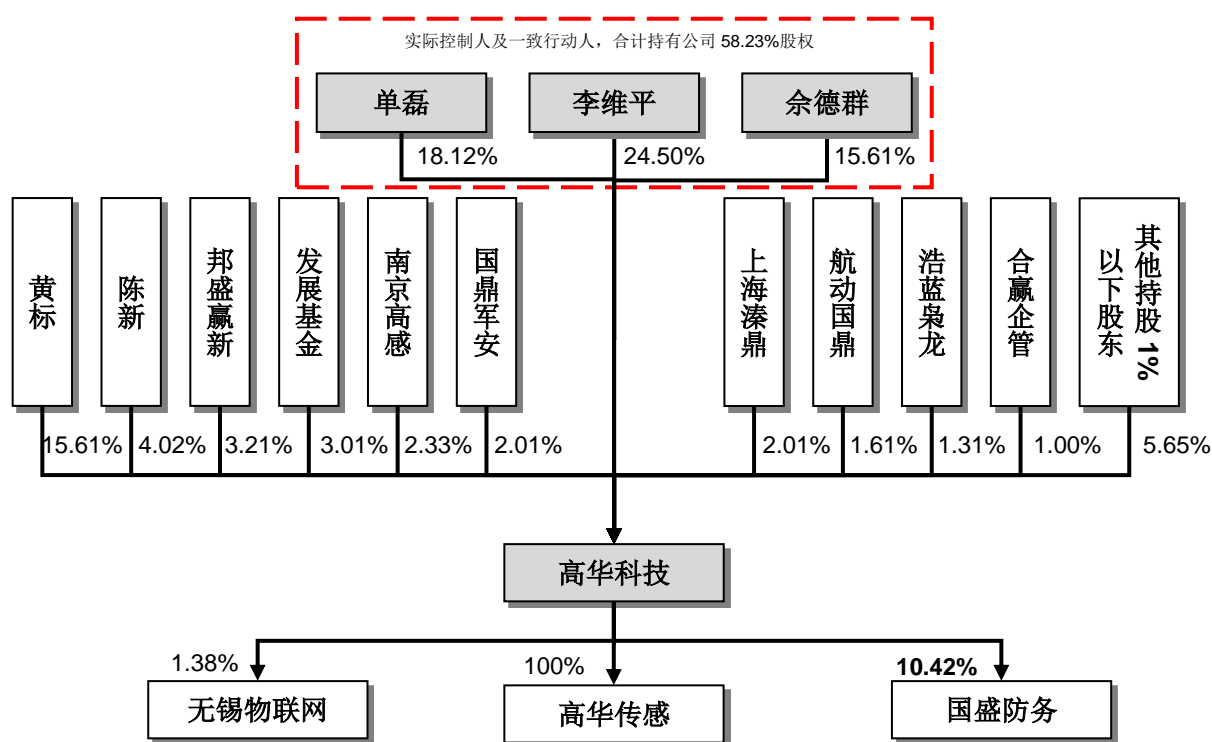 实际控制人及一致行动人，合计持有公司 58.23%股权
单磊
李维平
佘德群
18.12%
24.50%
15.61%
黄标
陈新
邦盛赢新
发展基金
南京高感
国鼎军安
上海溱鼎
航动国鼎
浩蓝枭龙
合赢企管
其他持股 1%
以下股东
15.61%
4.02%
3.21%
3.01%
2.33%
2.01%
2.01%
1.61%
1.31%
1.00%
5.65%
高华科技
1.38%
100%
10.42%
无锡物联网
高华传感
国盛防务